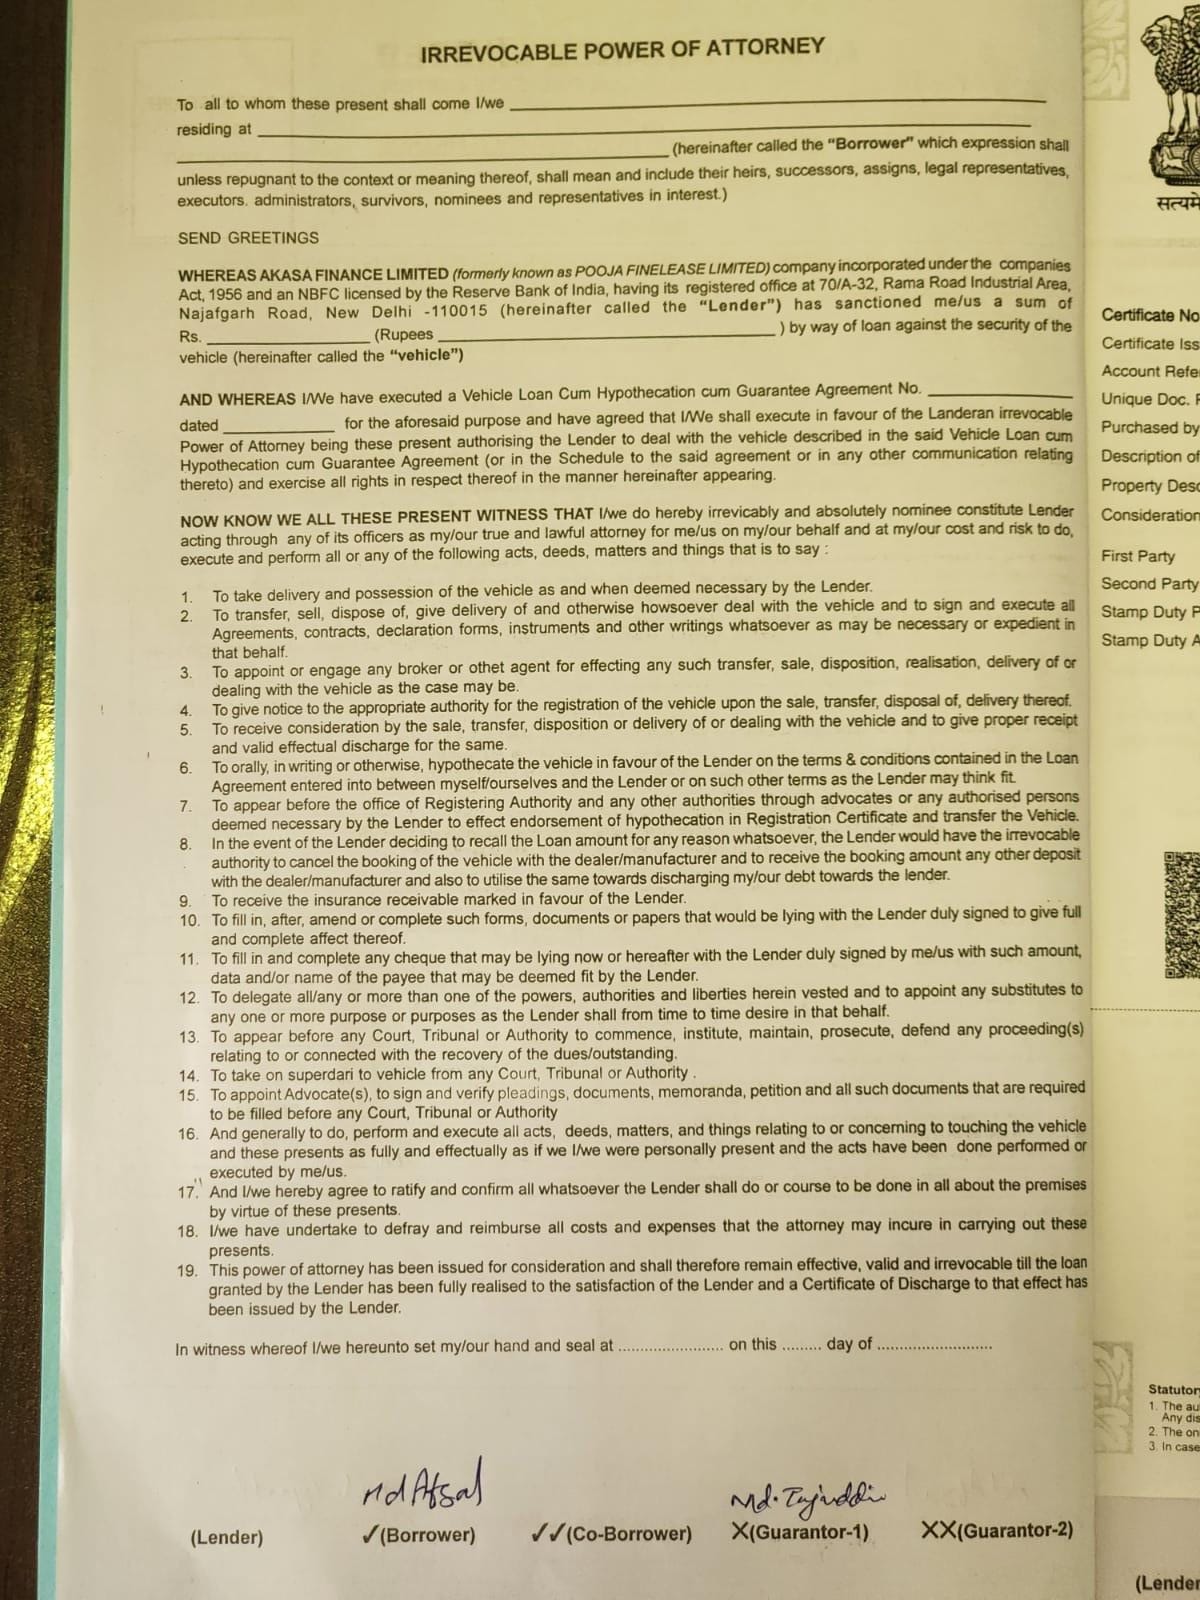 IRREVOCABLE POWER OF ATTORNEY
To all to whom these present shall come I/we
residing at
(hereinafter called the "Borrower" which expression shall
unless repugnant to the context or meaning thereof, shall mean and include their heirs, successors, assigns, legal representatives,
executors. administrators, survivors, nominees and representatives in interest.)
SEND GREETINGS
WHEREAS AKASA FINANCE LIMITED (formerly known as POOJA FINELEASE LIMITED) company incorporated under the companies
Act, 1956 and an NBFC licensed by the Reserve Bank of India, having its registered office at 70/A-32, Rama Road Industrial Area,
Najafgarh Road, New Delhi -110015 (hereinafter called the "Lender") has sanctioned me/us a sum of
Rs. (Rupees ) by way of loan against the security of the
vehicle (hereinafter called the "vehicle")
AND WHEREAS I/We have executed a Vehicle Loan Cum Hypothecation cum Guarantee Agreement No.
dated for the aforesaid purpose and have agreed that I/We shall execute in favour of the Landeran irrevocable
Power of Attorney being these present authorising the Lender to deal with the vehicle described in the said Vehicle Loan cum
Hypothecation cum Guarantee Agreement (or in the Schedule to the said agreement or in any other communication relating
thereto) and exercise all rights in respect thereof in the manner hereinafter appearing.
NOW KNOW WE ALL THESE PRESENT WITNESS THAT I/we do hereby irrevicably and absolutely nominee constitute Lender
acting through any of its officers as my/our true and lawful attorney for me/us on my/our behalf and at my/our cost and risk to do,
execute and perform all or any of the following acts, deeds, matters and things that is to say :
1. To take delivery and possession of the vehicle as and when deemed necessary by the Lender.
2. To transfer, sell, dispose of, give delivery of and otherwise howsoever deal with the vehicle and to sign and execute all
Agreements, contracts, declaration forms, instruments and other writings whatsoever as may be necessary or expedient in
that behalf.
3. To appoint or engage any broker or othet agent for effecting any such transfer, sale, disposition, realisation, delivery of or
dealing with the vehicle as the case may be.
4. To give notice to the appropriate authority for the registration of the vehicle upon the sale, transfer, disposal of, delivery thereof.
5. To receive consideration by the sale, transfer, disposition or delivery of or dealing with the vehicle and to give proper receipt
and valid effectual discharge for the same.
6. To orally, in writing or otherwise, hypothecate the vehicle in favour of the Lender on the terms & conditions contained in the Loan
Agreement entered into between myself/ourselves and the Lender or on such other terms as the Lender may think fit.
7. To appear before the office of Registering Authority and any other authorities through advocates or any authorised persons
deemed necessary by the Lender to effect endorsement of hypothecation in Registration Certificate and transfer the Vehicle.
8. In the event of the Lender deciding to recall the Loan amount for any reason whatsoever, the Lender would have the irrevocable
authority to cancel the booking of the vehicle with the dealer/manufacturer and to receive the booking amount any other deposit
with the dealer/manufacturer and also to utilise the same towards discharging my/our debt towards the lender.
9. To receive the insurance receivable marked in favour of the Lender.
10. To fill in, after, amend or complete such forms, documents or papers that would be lying with the Lender duly signed to give full
and complete affect thereof.
11. To fill in and complete any cheque that may be lying now or hereafter with the Lender duly signed by me/us with such amount,
data and/or name of the payee that may be deemed fit by the Lender.
12. To delegate all/any or more than one of the powers, authorities and liberties herein vested and to appoint any substitutes to
any one or more purpose or purposes as the Lender shall from time to time desire in that behalf.
13. To appear before any Court, Tribunal or Authority to commence, institute, maintain, prosecute, defend any proceeding(s)
relating to or connected with the recovery of the dues/outstanding.
14. To take on superdari to vehicle from any Court, Tribunal or Authority .
15. To appoint Advocate(s), to sign and verify pleadings, documents, memoranda, petition and all such documents that are required
to be filled before any Court, Tribunal or Authority
16. And generally to do, perform and execute all acts, deeds, matters, and things relating to or concerning to touching the vehicle
and these presents as fully and effectually as if we I/we were personally present and the acts have been done performed or
executed by me/us.
17. And I/we hereby agree to ratify and confirm all whatsoever the Lender shall do or course to be done in all about the premises
by virtue of these presents.
18. I/we have undertake to defray and reimburse all costs and expenses that the attorney may incure in carrying out these
presents.
19. This power of attorney has been issued for consideration and shall therefore remain effective, valid and irrevocable till the loan
granted by the Lender has been fully realised to the satisfaction of the Lender and a Certificate of Discharge to that effect has
been issued by the Lender.
In witness whereof I/we hereunto set my/our hand and seal at ........................ on this ......... day of ..........................
Md Afsal
Md. Tajuddin
(Lender) ✓(Borrower) ✓✓(Co-Borrower) X(Guarantor-1) XX(Guarantor-2)
सत्यमे
Certificate No
Certificate Iss
Account Refe
Unique Doc. R
Purchased by
Description of
Property Desc
Consideration
First Party
Second Party
Stamp Duty P
Stamp Duty A
Statutor
1. The au
Any dis
2. The on
3. In case
(Lender